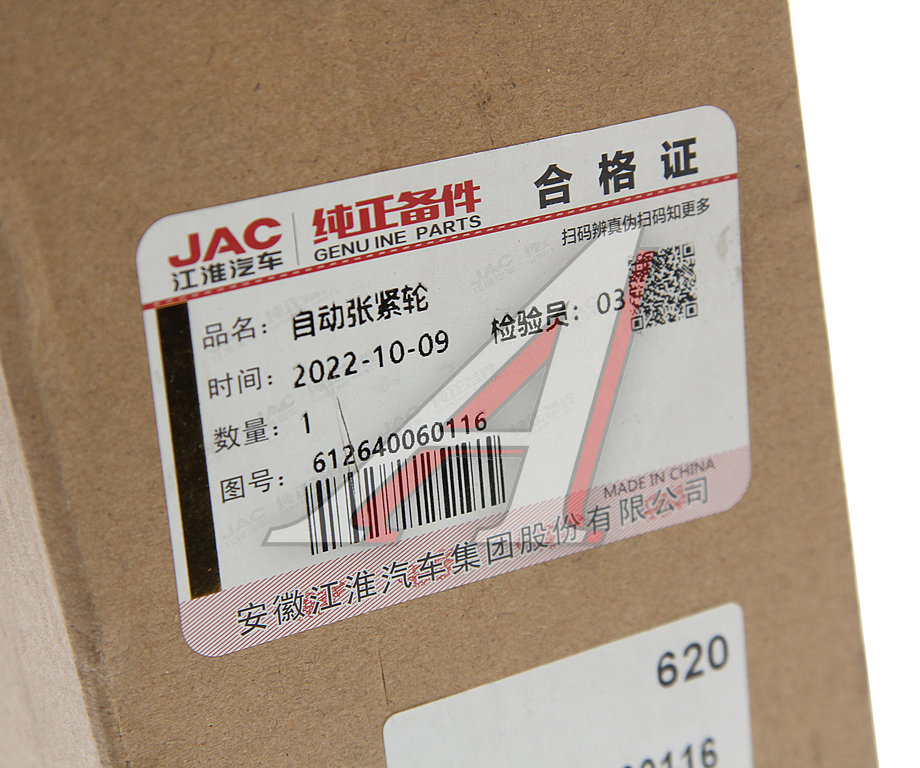 JAC 纯正备件 合格证
江淮汽车 GENUINE PARTS
扫码辨真伪扫码知更多
品名：自动张紧轮
时间：2022-10-09 检验员：03
数量：1
图号：612640060116
MADE IN CHINA
安徽江淮汽车集团股份有限公司
620
0116